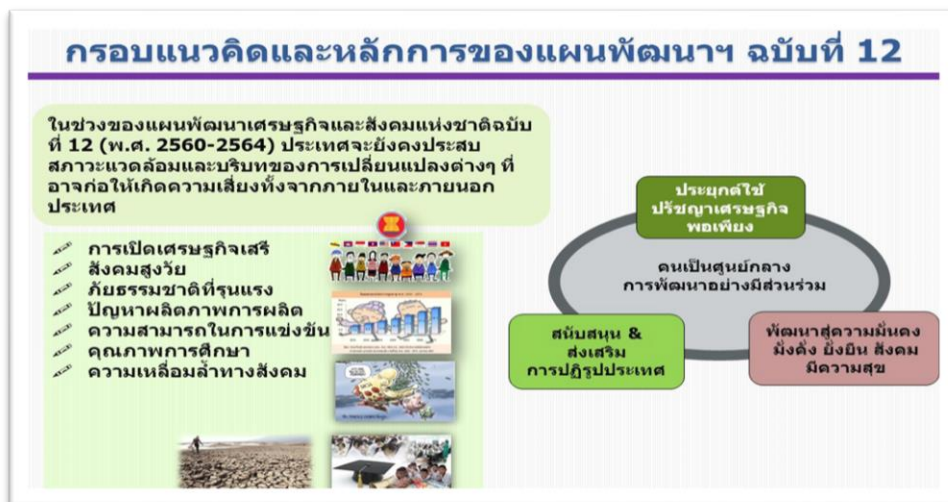 กรอบแนวคิดและหลักการของแผนพัฒนาฯ ฉบับที่ 12
ในช่วงของแผนพัฒนาเศรษฐกิจและสังคมแห่งชาติฉบับ
ที่ 12 (พ.ศ. 2560-2564) ประเทศจะยังคงประสบ
สภาวะแวดล้อมและบริบทของการเปลี่ยนแปลงต่างๆ ที่
อาจก่อให้เกิดความเสี่ยงทั้งจากภายในและภายนอก
ประเทศ
การเปิดเศรษฐกิจเสรี
สังคมสูงวัย
ภัยธรรมชาติที่รุนแรง
ปัญหาผลิตภาพการผลิต
ความสามารถในการแข่งขัน
คุณภาพการศึกษา
ความเหลื่อมล้ำทางสังคม
ประยุกต์ใช้
ปรัชญาเศรษฐกิจ
พอเพียง
คนเป็นศูนย์กลาง
การพัฒนาอย่างมีส่วนร่วม
สนับสนุน &
ส่งเสริม
การปฏิรูปประเทศ
พัฒนาสู่ความมั่นคง
มั่งคั่ง ยั่งยืน สังคม
มีความสุข